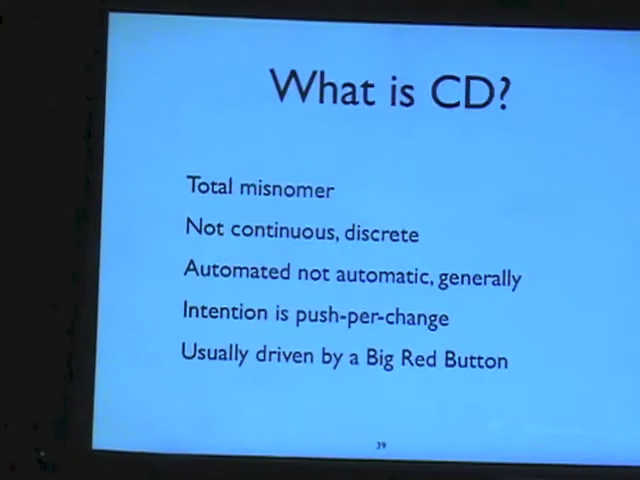 What is CD?
Total misnomer
Not continuous, discrete
Automated not automatic, generally
Intention is push-per-change
Usually driven by a Big Red Button
39